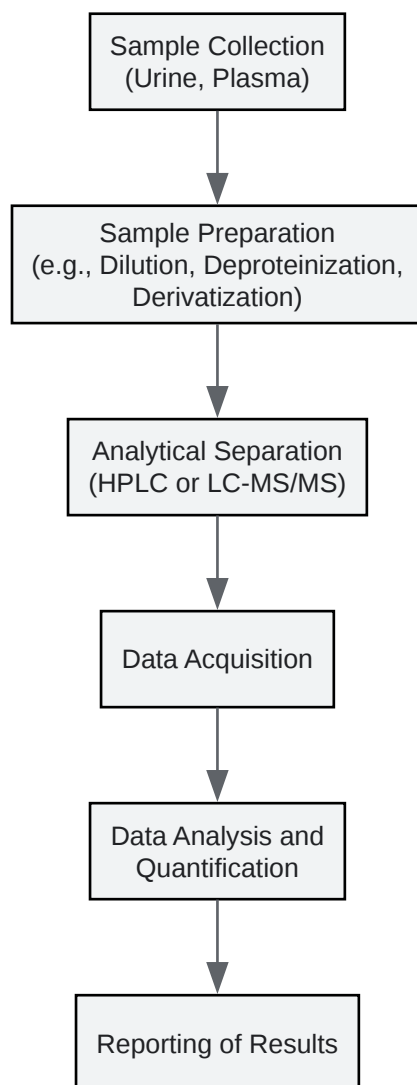 Sample Collection
(Urine, Plasma)
Sample Preparation
(e.g., Dilution, Deproteinization,
Derivatization)
Analytical Separation
(HPLC or LC-MS/MS)
Data Acquisition
Data Analysis and
Quantification
Reporting of Results